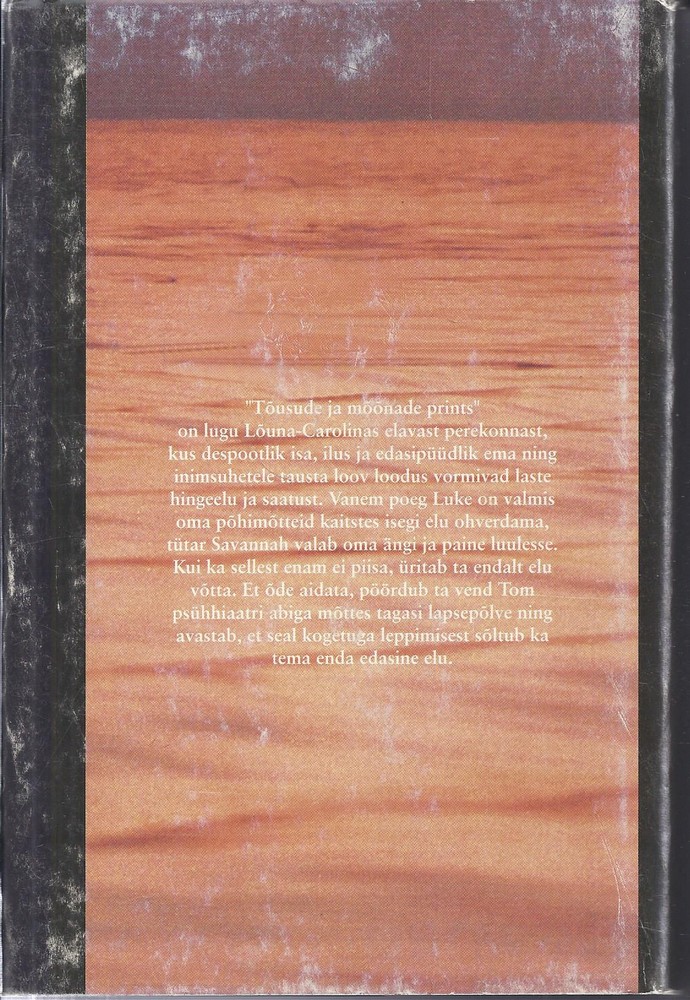 "Tõusude ja mõõnade prints"
on lugu Lõuna-Carolinas elavast perekonnast,
kus despootlik isa, ilus ja edasipüüdlik ema ning
inimsuhetele tausta loov loodus vormivad laste
hingeelu ja saatust. Vanem poeg Luke on valmis
oma põhimõtteid kaitstes isegi elu ohverdama,
tütar Savannah valab oma ängi ja paine luulesse.
Kui ka sellest enam ei piisa, üritab ta endalt elu
võtta. Et õde aidata, pöördub ta vend Tom
psühhiaatri abiga mõttes tagasi lapsepõlve ning
avastab, et seal kogetuga leppimisest sõltub ka
tema enda edasine elu.